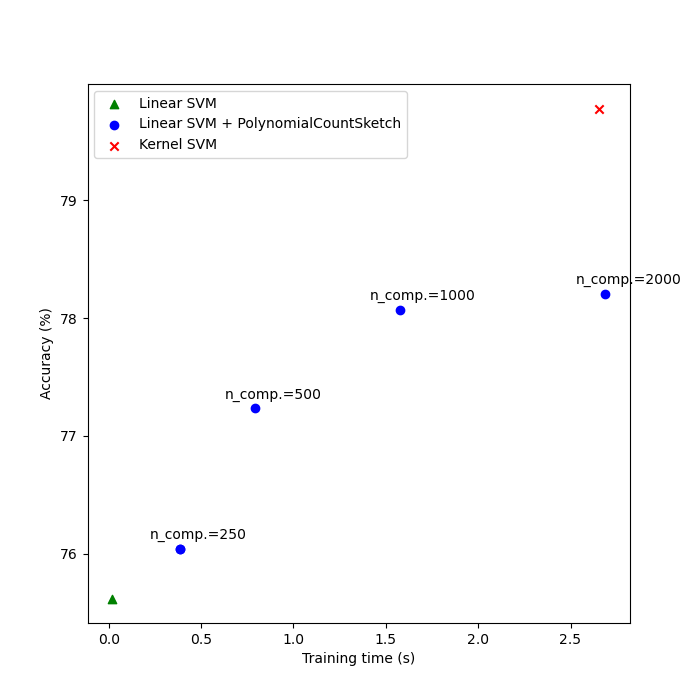 Linear SVM
Linear SVM + PolynomialCountSketch
Kernel SVM
79
78
77
76
Accuracy (%)
n_comp.=2000
n_comp.=1000
n_comp.=500
n_comp.=250
0.0 0.5 1.0 1.5 2.0 2.5
Training time (s)